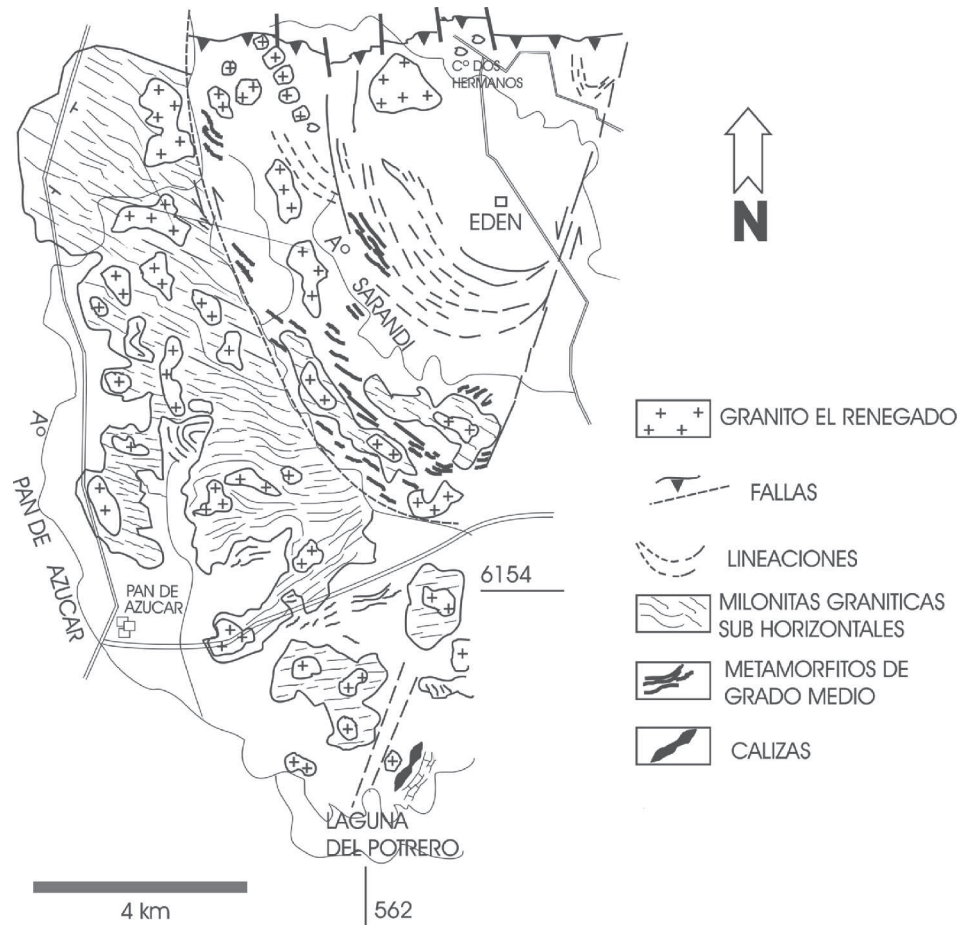 Cº DOS
HERMANOS
EDEN
Aº
SARANDI
Aº
PAN DE AZUCAR
PAN DE
AZUCAR
6154
LAGUNA
DEL POTRERO
562
4 km
N
GRANITO EL RENEGADO
FALLAS
LINEACIONES
MILONITAS GRANITICAS
SUB HORIZONTALES
METAMORFITOS DE
GRADO MEDIO
CALIZAS